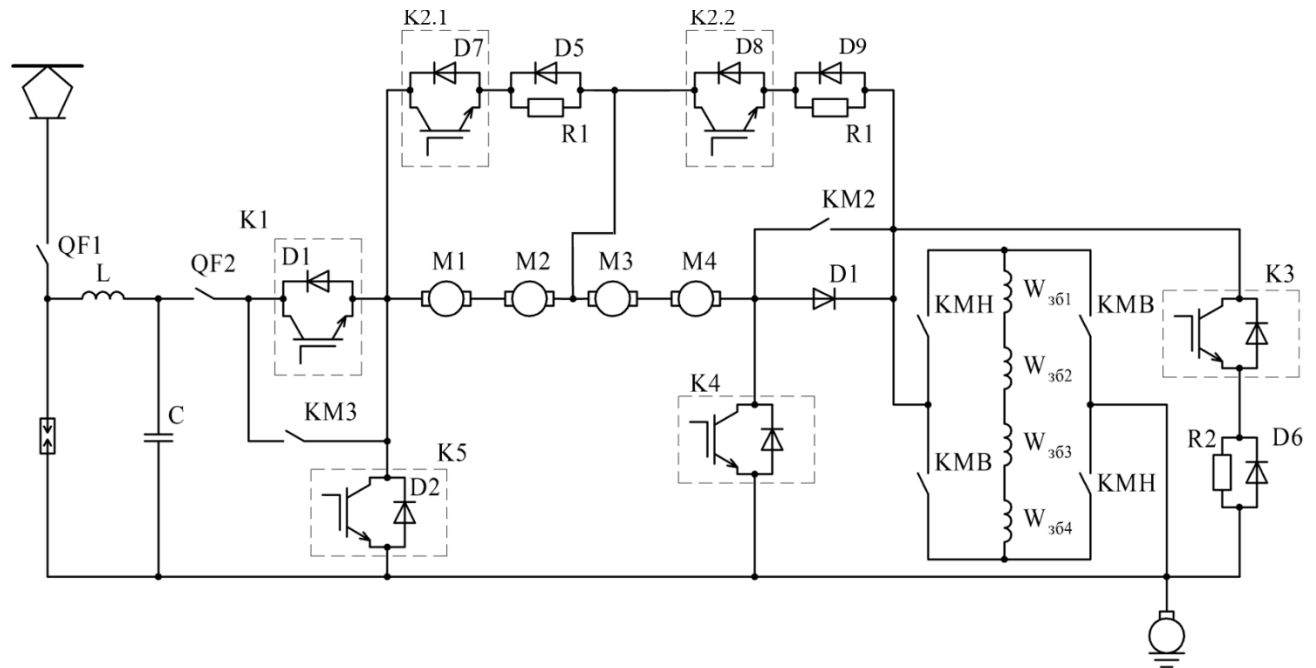 K2.1
K2.2
D7
D5
D8
D9
R1
R1
KM2
K1
QF1
L
QF2
D1
M1
M2
M3
M4
D1
KMH
Wзб1
KMB
K3
Wзб2
K4
C
KM3
K5
D2
KMB
Wзб3
KMH
R2
D6
Wзб4